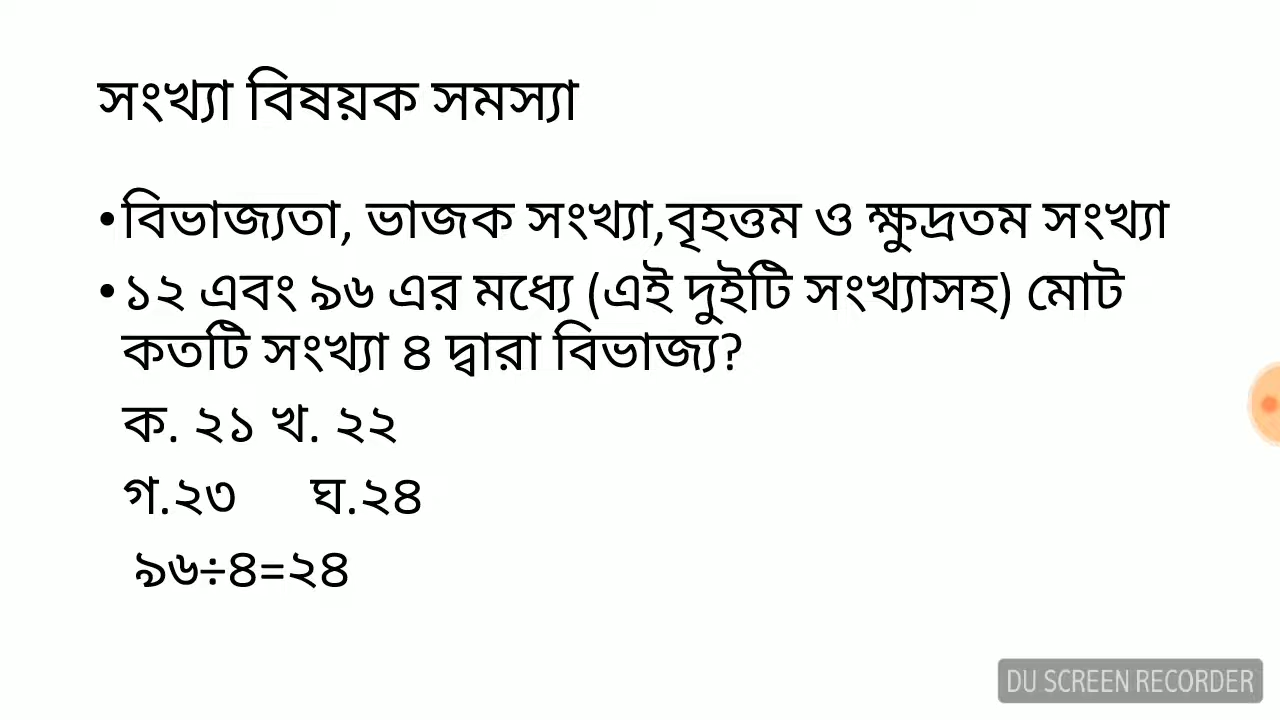 সংখ্যা বিষয়ক সমস্যা
•বিভাজ্যতা, ভাজক সংখ্যা,বৃহত্তম ও ক্ষুদ্রতম সংখ্যা
•১২ এবং ৯৬ এর মধ্যে (এই দুইটি সংখ্যাসহ) মোট
কতটি সংখ্যা ৪ দ্বারা বিভাজ্য?
ক. ২১ খ. ২২
গ.২৩ ঘ.২৪
৯৬÷৪=২৪
DU SCREEN RECORDER